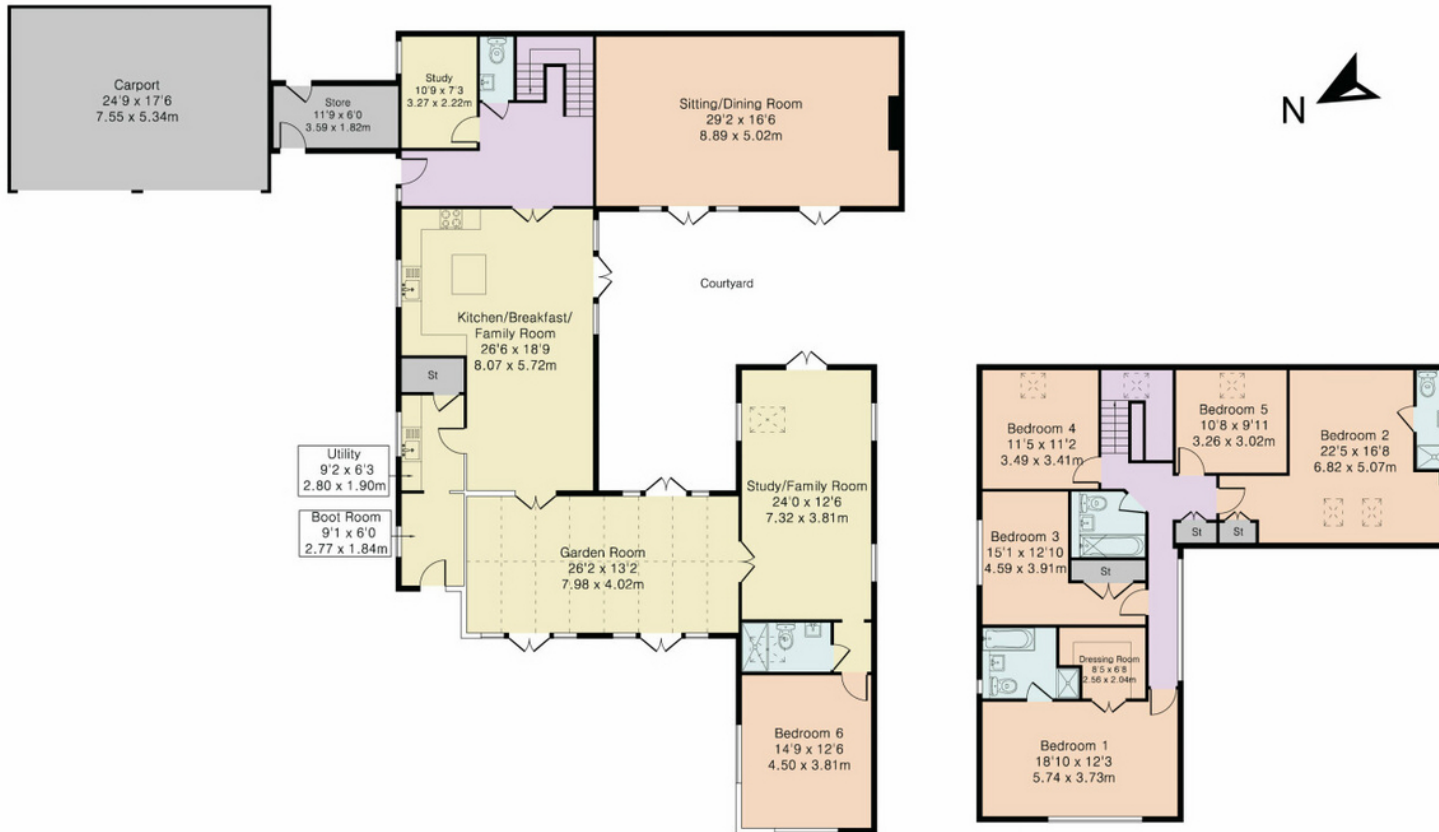 Carport
24'9 x 17'6
7.55 x 5.34m
Store
11'9 x 6'0
3.59 x 1.82m
Study
10'9 x 7'3
3.27 x 2.22m
Sitting/Dining Room
29'2 x 16'6
8.89 x 5.02m
N
Kitchen/Breakfast/
Family Room
26'6 x 18'9
8.07 x 5.72m
Courtyard
St
Utility
9'2 x 6'3
2.80 x 1.90m
Boot Room
9'1 x 6'0
2.77 x 1.84m
Garden Room
26'2 x 13'2
7.98 x 4.02m
Study/Family Room
24'0 x 12'6
7.32 x 3.81m
Bedroom 6
14'9 x 12'6
4.50 x 3.81m
Bedroom 4
11'5 x 11'2
3.49 x 3.41m
Bedroom 5
10'8 x 9'11
3.26 x 3.02m
Bedroom 2
22'5 x 16'8
6.82 x 5.07m
Bedroom 3
15'1 x 12'10
4.59 x 3.91m
St
St
St
Dressing Room
8'5 x 6'8
2.56 x 2.04m
Bedroom 1
18'10 x 12'3
5.74 x 3.73m